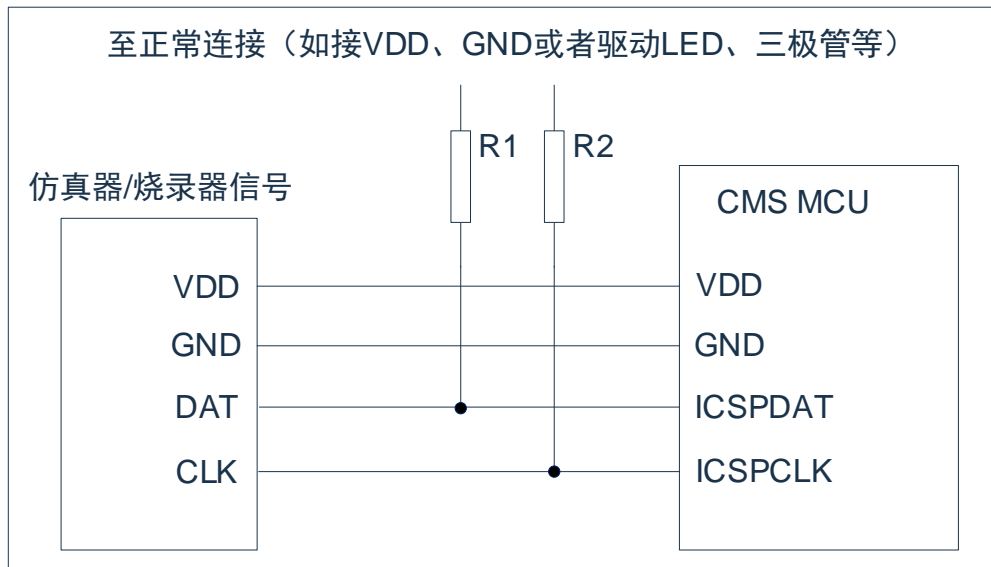 至正常连接（如接VDD、GND或者驱动LED、三极管等）
R1
R2
仿真器/烧录器信号
CMS MCU
VDD
VDD
GND
GND
DAT
ICSPDAT
CLK
ICSPCLK